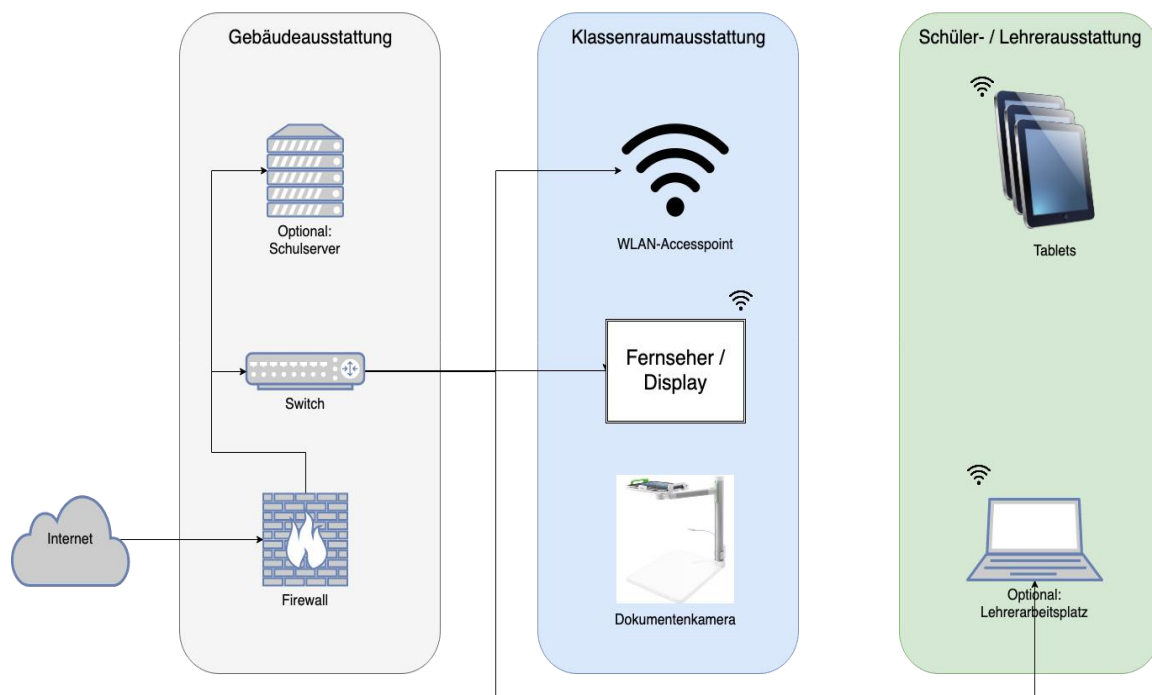 Gebäudeausstattung
Optional:
Schulserver
Switch
Internet
Firewall
Klassenraumausstattung
WLAN-Accesspoint
Fernseher /
Display
Dokumentenkamera
Schüler- / Lehrerausstattung
Tablets
Optional:
Lehrerarbeitsplatz